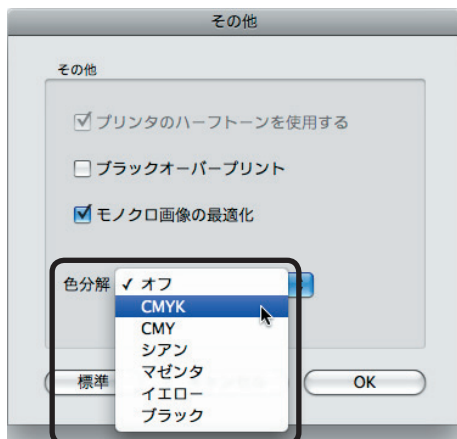 その他
その他
プリンタのハーフトーンを使用する
ブラックオーバープリント
モノクロ画像の最適化
色分解 ✓ オフ
CMYK
CMY
シアン
マゼンタ
イエロー
ブラック
標準
OK